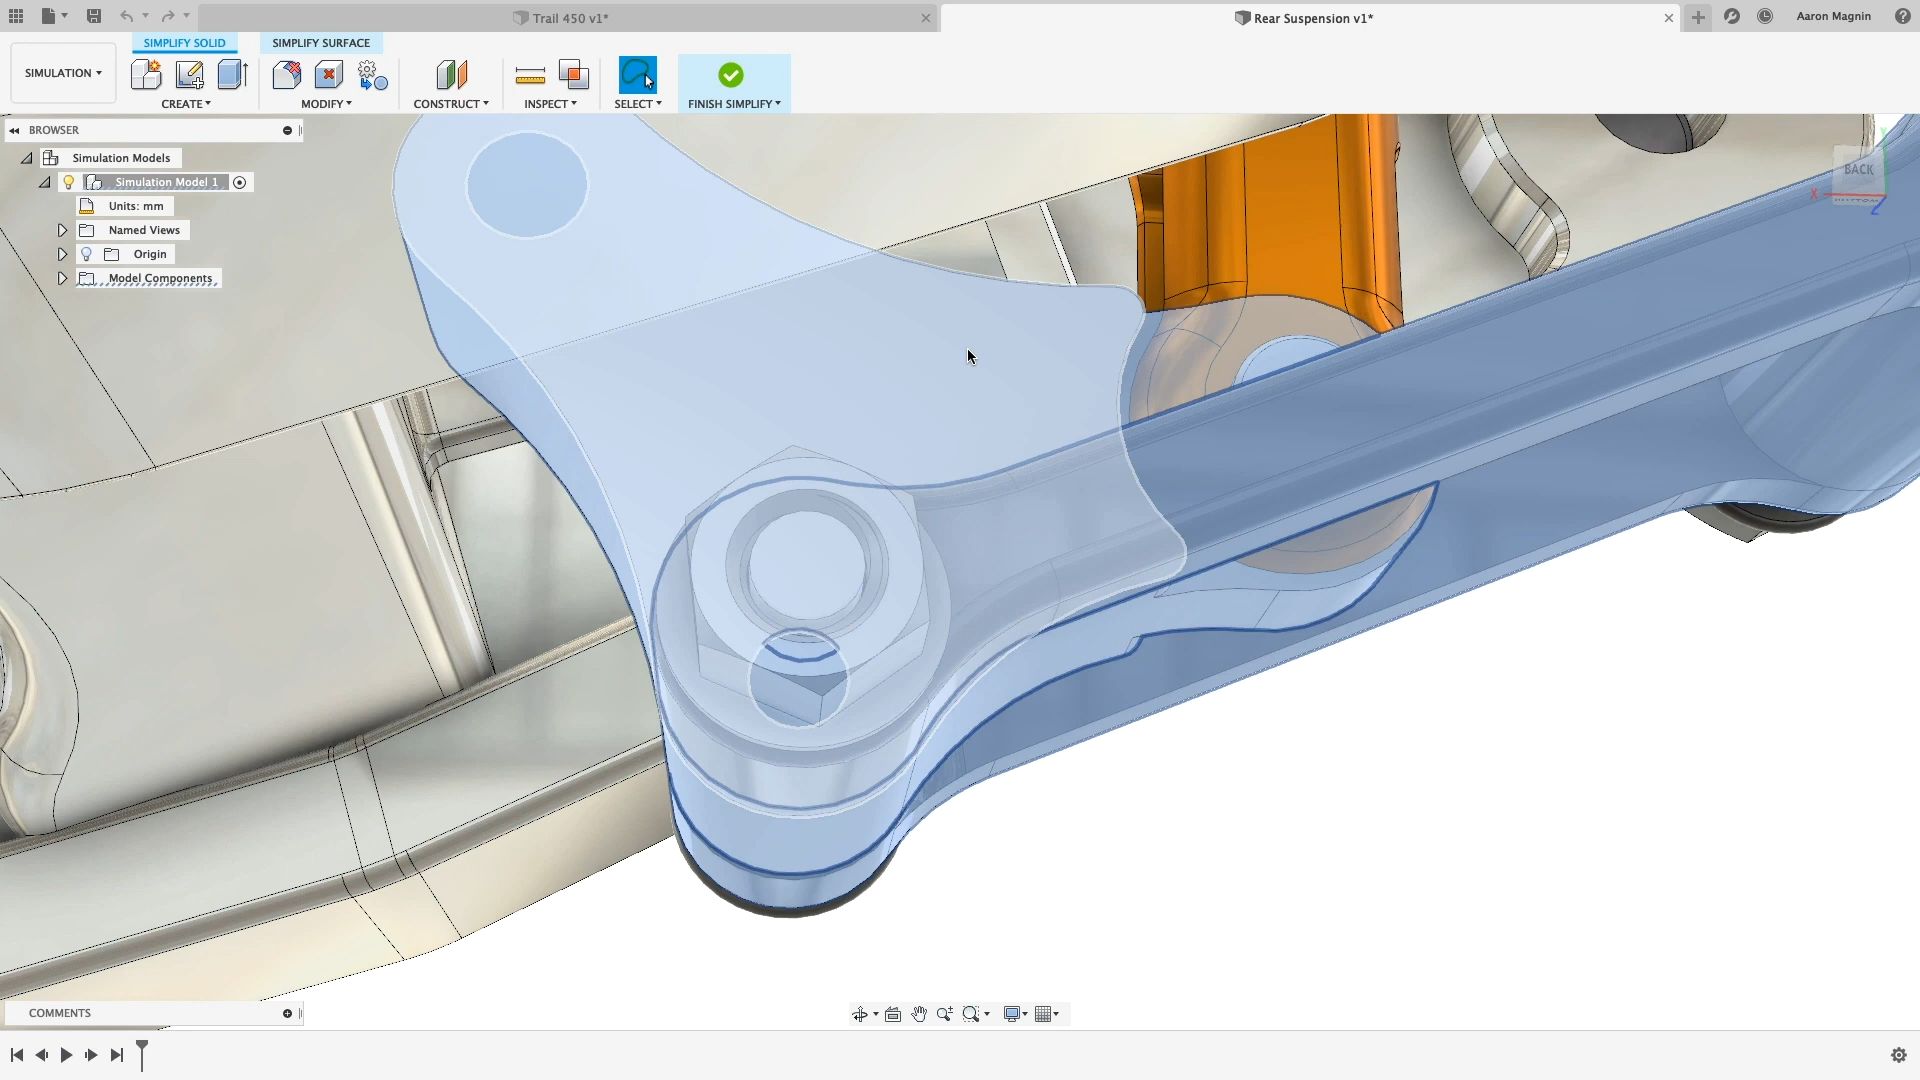 Trail 450 v1*
Rear Suspension v1*
Aaron Magnin
SIMPLIFY SOLID
SIMPLIFY SURFACE
SIMULATION
CREATE
MODIFY
CONSTRUCT
INSPECT
SELECT
FINISH SIMPLIFY
BROWSER
Simulation Models
Simulation Model 1
Units: mm
Named Views
Origin
Model Components
Y
BACK
X
BOTTOM
Z
COMMENTS